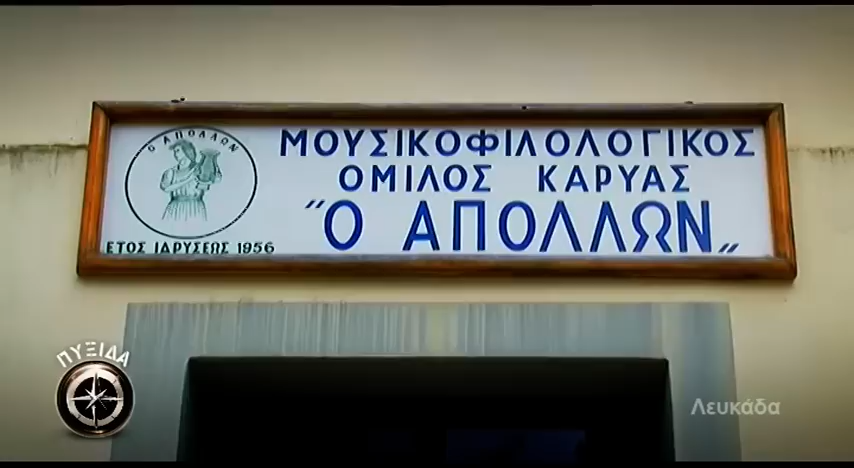 Ο ΑΠΟΛΛΩΝ
ΜΟΥΣΙΚΟΦΙΛΟΛΟΓΙΚΟΣ
ΟΜΙΛΟΣ ΚΑΡΥΑΣ
"Ο ΑΠΟΛΛΩΝ"
ΕΤΟΣ ΙΔΡΥΣΕΩΣ 1956
ΠΥΞΙΔΑ
Λευκάδα